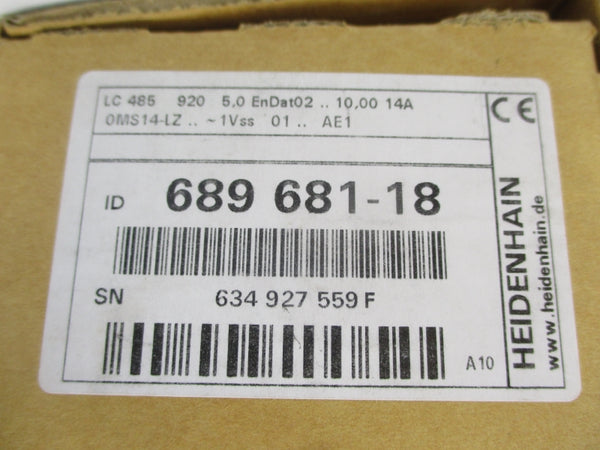 LC 485 920 5,0 EnDat02 .. 10,00 14A
0MS14-LZ .. ~1Vss 01 .. AE1
CE
ID 689 681-18
SN 634 927 559 F
A10
HEIDENHAIN
www.heidenhain.de